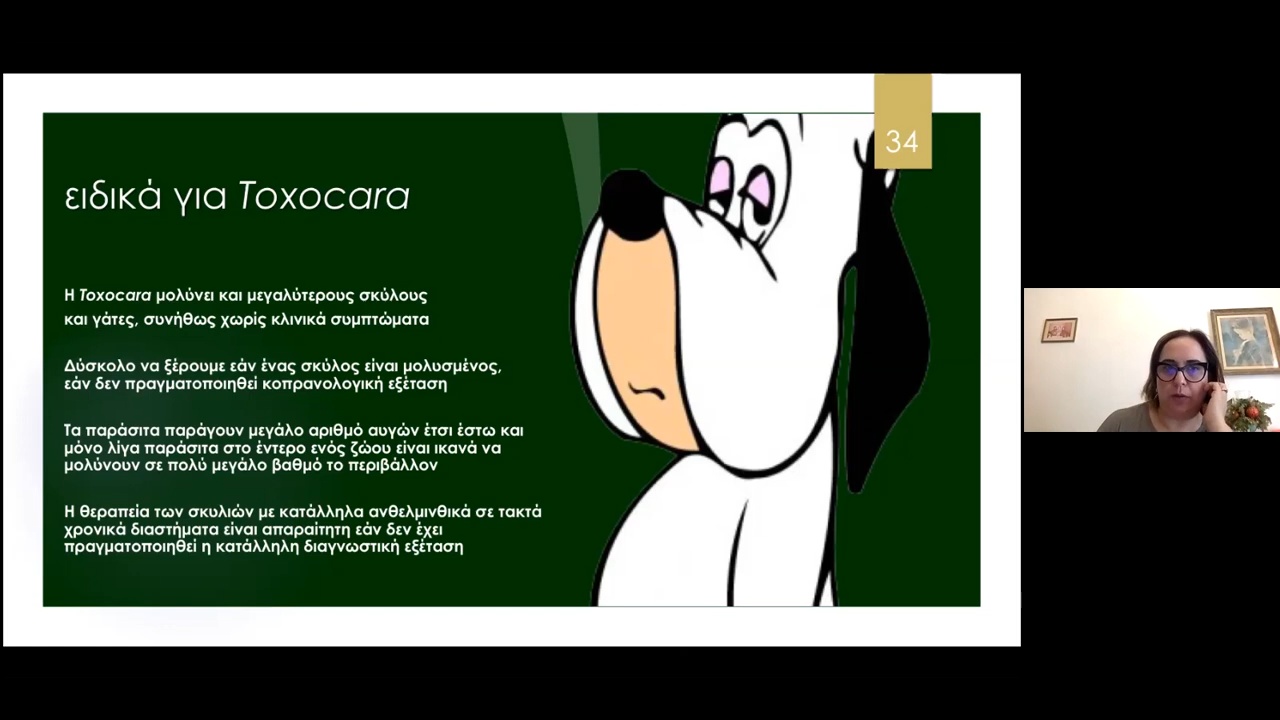 34
ειδικά για Toxocara
Η Toxocara μολύνει και μεγαλύτερους σκύλους
και γάτες, συνήθως χωρίς κλινικά συμπτώματα
Δύσκολο να ξέρουμε εάν ένας σκύλος είναι μολυσμένος,
εάν δεν πραγματοποιηθεί κοπρανολογική εξέταση
Τα παράσιτα παράγουν μεγάλο αριθμό αυγών έτσι έστω και
μόνο λίγα παράσιτα στο έντερο ενός ζώου είναι ικανά να
μολύνουν σε πολύ μεγάλο βαθμό το περιβάλλον
Η θεραπεία των σκυλιών με κατάλληλα ανθελμινθικά σε τακτά
χρονικά διαστήματα είναι απαραίτητη εάν δεν έχει
πραγματοποιηθεί η κατάλληλη διαγνωστική εξέταση